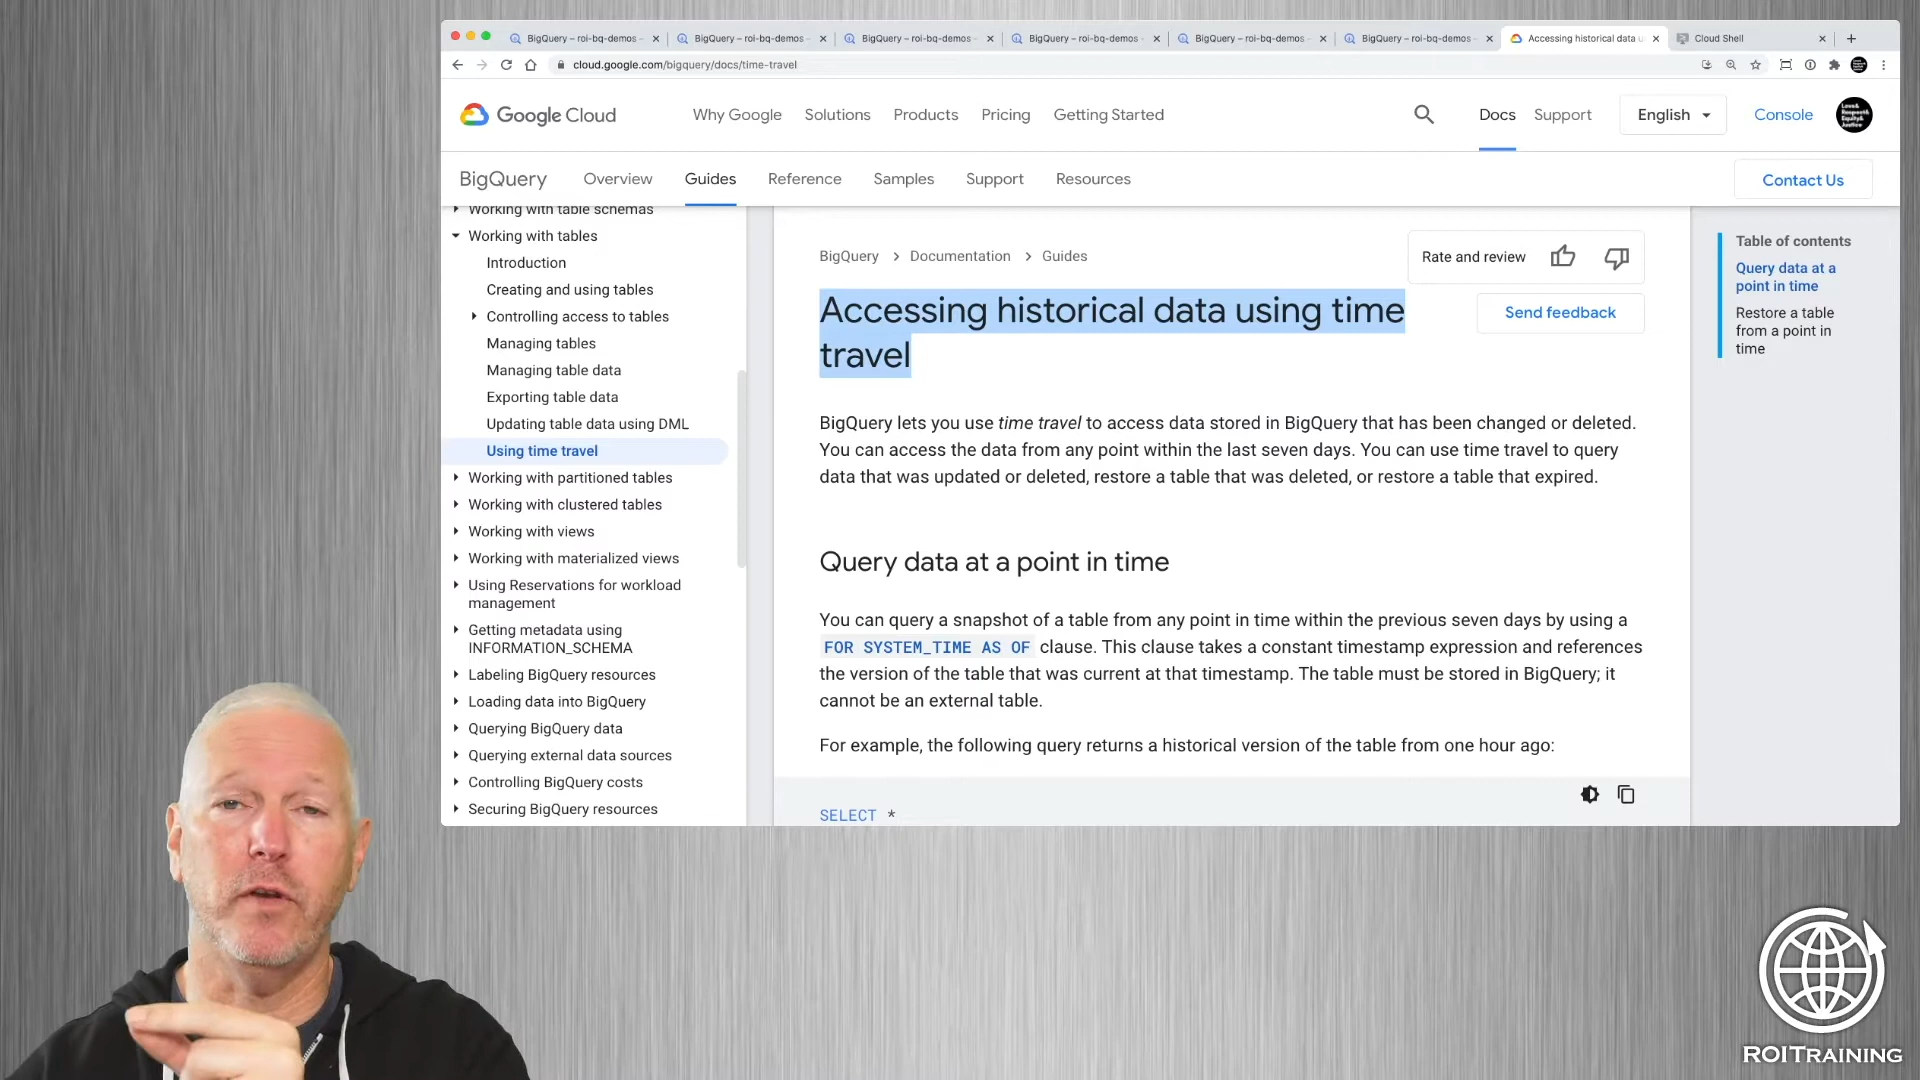 BigQuery – roi-bq-demos -
BigQuery – roi-bq-demos -
BigQuery – roi-bq-demos -
BigQuery – roi-bq-demos -
BigQuery – roi-bq-demos -
BigQuery – roi-bq-demos -
Accessing historical data u
Cloud Shell
cloud.google.com/bigquery/docs/time-travel
Google Cloud
Why Google
Solutions
Products
Pricing
Getting Started
Docs
Support
English
Console
BigQuery
Overview
Guides
Reference
Samples
Support
Resources
Contact Us
Working with table schemas
Working with tables
Introduction
Creating and using tables
Controlling access to tables
Managing tables
Managing table data
Exporting table data
Updating table data using DML
Using time travel
Working with partitioned tables
Working with clustered tables
Working with views
Working with materialized views
Using Reservations for workload
management
Getting metadata using
INFORMATION_SCHEMA
Labeling BigQuery resources
Loading data into BigQuery
Querying BigQuery data
Querying external data sources
Controlling BigQuery costs
Securing BigQuery resources
BigQuery > Documentation > Guides
Rate and review
Send feedback
Accessing historical data using time
travel
BigQuery lets you use time travel to access data stored in BigQuery that has been changed or deleted.
You can access the data from any point within the last seven days. You can use time travel to query
data that was updated or deleted, restore a table that was deleted, or restore a table that expired.
Query data at a point in time
You can query a snapshot of a table from any point in time within the previous seven days by using a
FOR SYSTEM_TIME AS OF clause. This clause takes a constant timestamp expression and references
the version of the table that was current at that timestamp. The table must be stored in BigQuery; it
cannot be an external table.
For example, the following query returns a historical version of the table from one hour ago:
SELECT *
Table of contents
Query data at a
point in time
Restore a table
from a point in
time
ROITRAINING